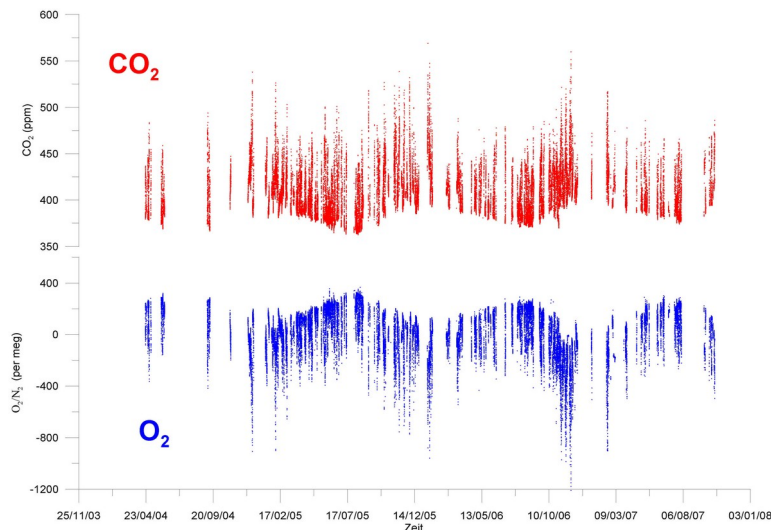 600
550
CO₂
500
CO₂ (ppm)
450
400
350
400
0
O₂/N₂ (per meg)
-400
O₂
-800
-1200
25/11/03 23/04/04 20/09/04 17/02/05 17/07/05 14/12/05 13/05/06 10/10/06 09/03/07 06/08/07 03/01/08
Zeit